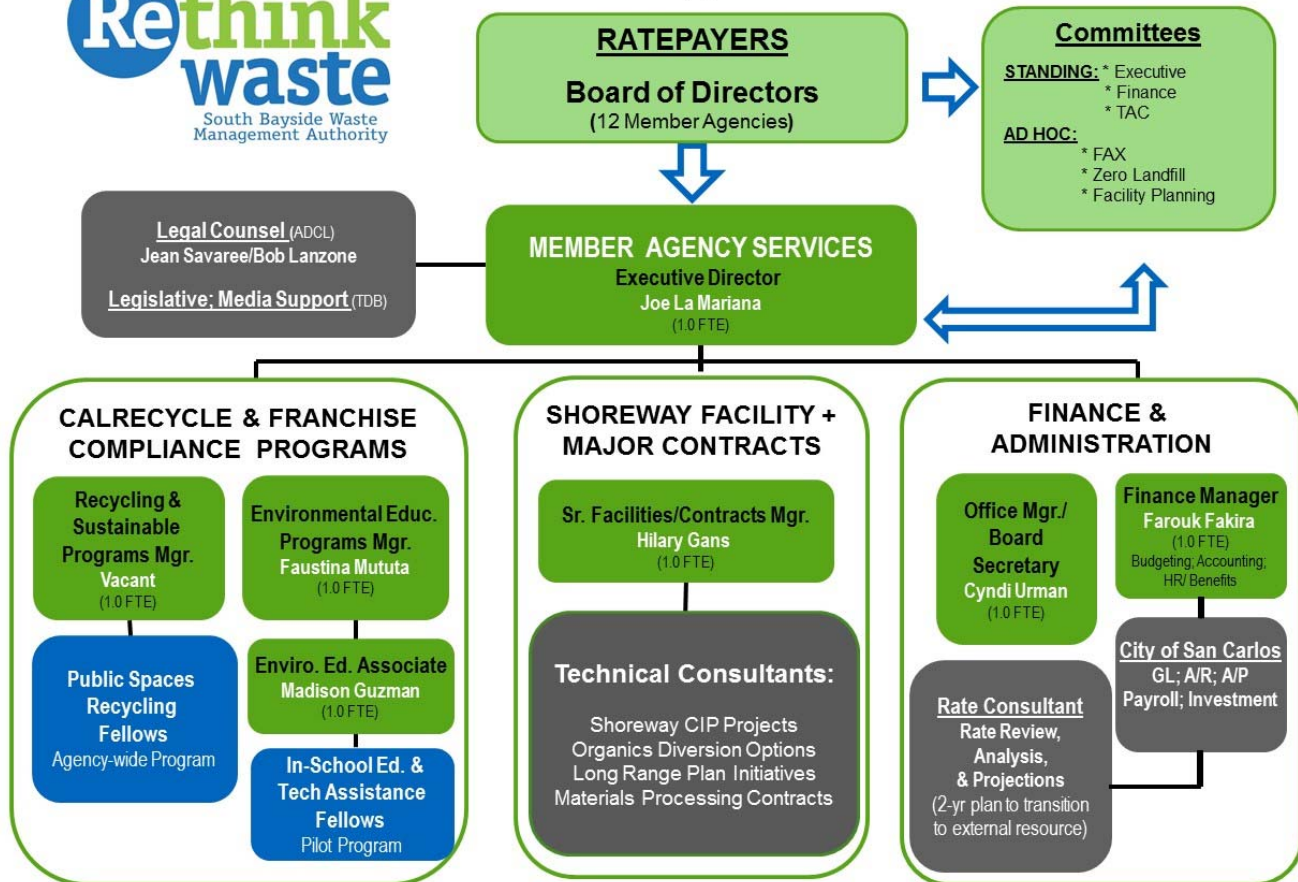 Rethink
waste
South Bayside Waste
Management Authority
RATEPAYERS
Board of Directors
(12 Member Agencies)
Committees
STANDING: * Executive
* Finance
* TAC
AD HOC:
* FAX
* Zero Landfill
* Facility Planning
Legal Counsel (ADCL)
Jean Savaree/Bob Lanzone
Legislative; Media Support (TDB)
MEMBER AGENCY SERVICES
Executive Director
Joe La Mariana
(1.0 FTE)
CALRECYCLE & FRANCHISE
COMPLIANCE PROGRAMS
Recycling &
Sustainable
Programs Mgr.
Vacant
(1.0 FTE)
Environmental Educ.
Programs Mgr.
Faustina Mututa
(1.0 FTE)
Public Spaces
Recycling
Fellows
Agency-wide Program
Enviro. Ed. Associate
Madison Guzman
(1.0 FTE)
In-School Ed. &
Tech Assistance
Fellows
Pilot Program
SHOREWAY FACILITY +
MAJOR CONTRACTS
Sr. Facilities/Contracts Mgr.
Hilary Gans
(1.0 FTE)
Technical Consultants:
Shoreway CIP Projects
Organics Diversion Options
Long Range Plan Initiatives
Materials Processing Contracts
FINANCE &
ADMINISTRATION
Office Mgr./
Board
Secretary
Cyndi Urman
(1.0 FTE)
Finance Manager
Farouk Fakira
(1.0 FTE)
Budgeting; Accounting;
HR/ Benefits
City of San Carlos
GL; A/R; A/P
Payroll; Investment
Rate Consultant
Rate Review,
Analysis,
& Projections
(2-yr plan to transition
to external resource)